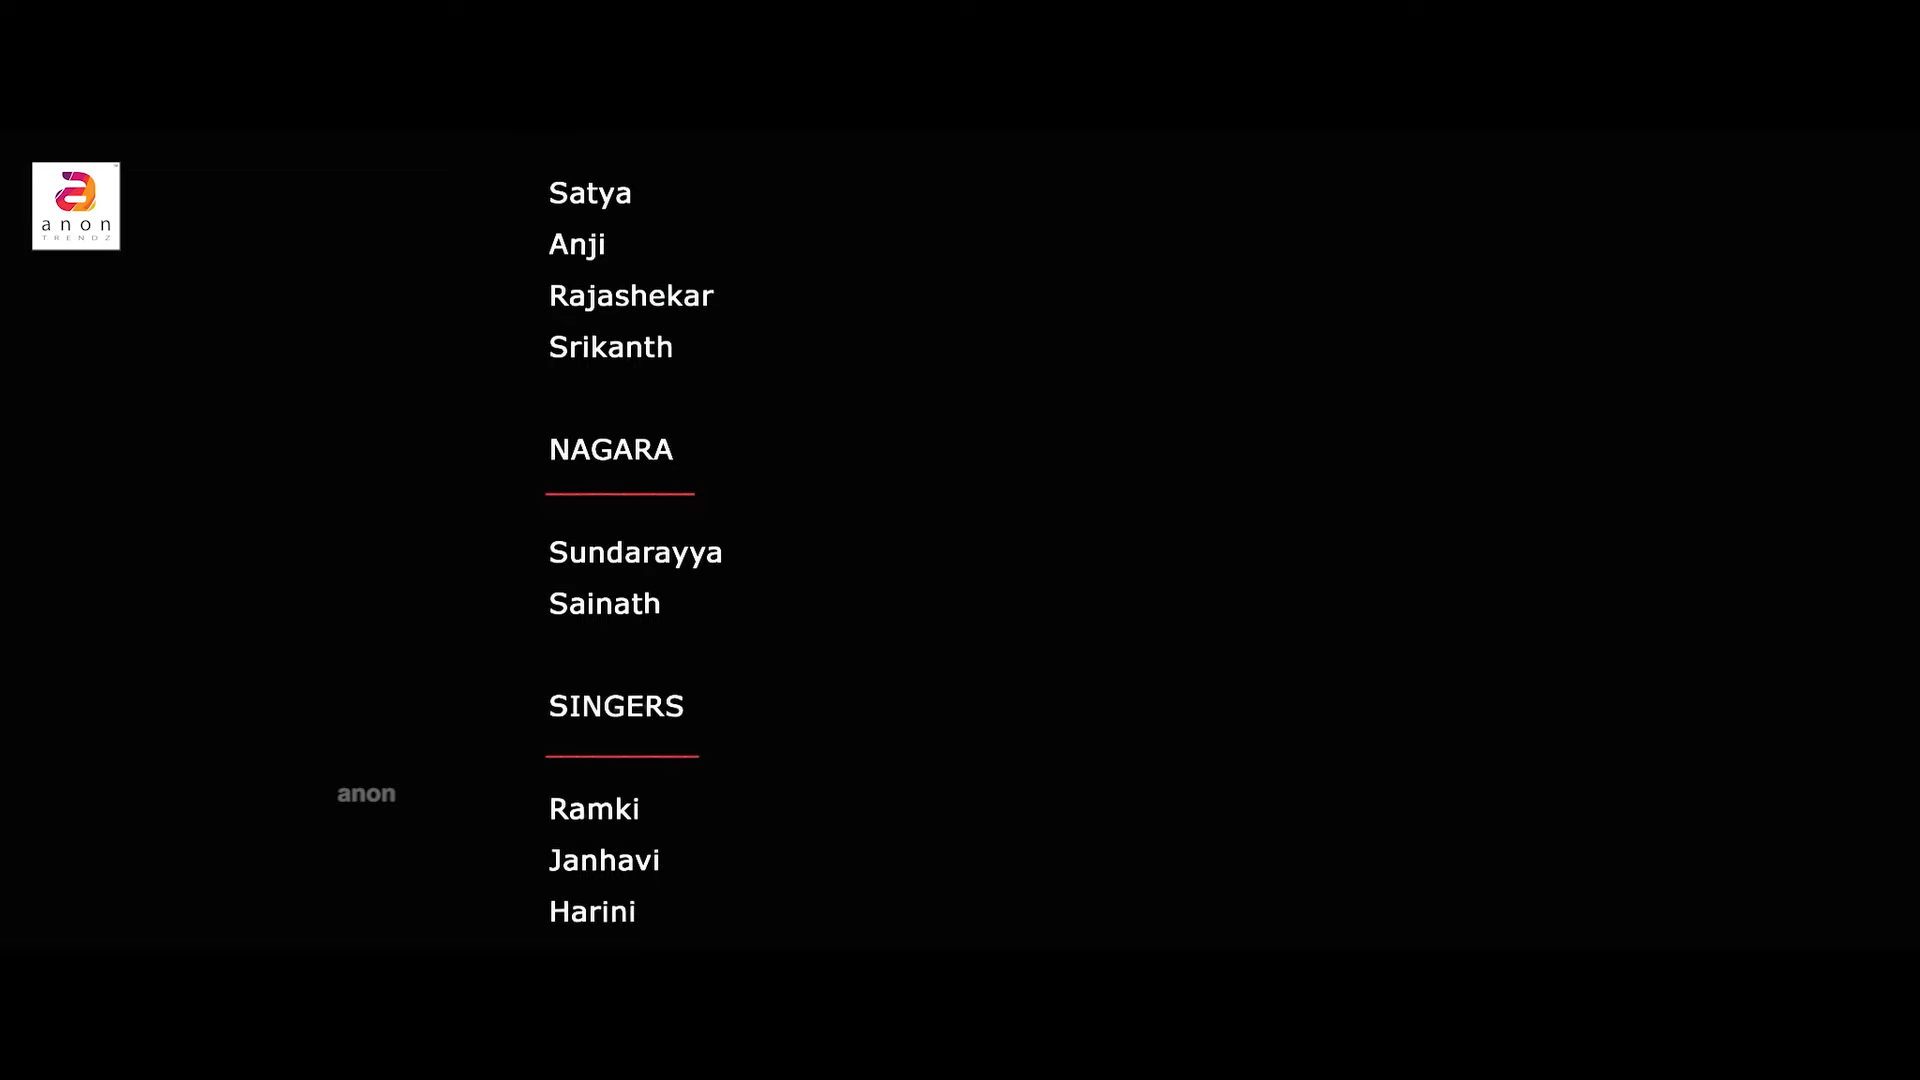 anon
TRENDZ
Satya
Anji
Rajashekar
Srikanth
NAGARA
Sundarayya
Sainath
SINGERS
anon
Ramki
Janhavi
Harini